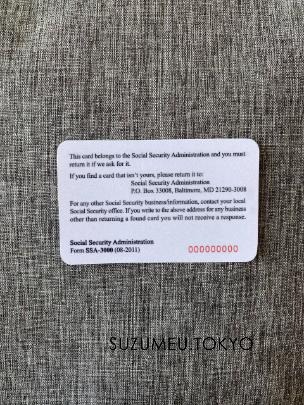 This card belongs to the Social Security Administration and you must
return it if we ask for it.
If you find a card that isn't yours, please return it to:
Social Security Administration
P.O. Box 33008, Baltimore, MD 21290-3008
For any other Social Security business/information, contact your local
Social Security office. If you write to the above address for any business
other than returning a found card you will not receive a response.
Social Security Administration
Form SSA-3000 (08-2011)
000000000
SUZUMEU.TOKYO